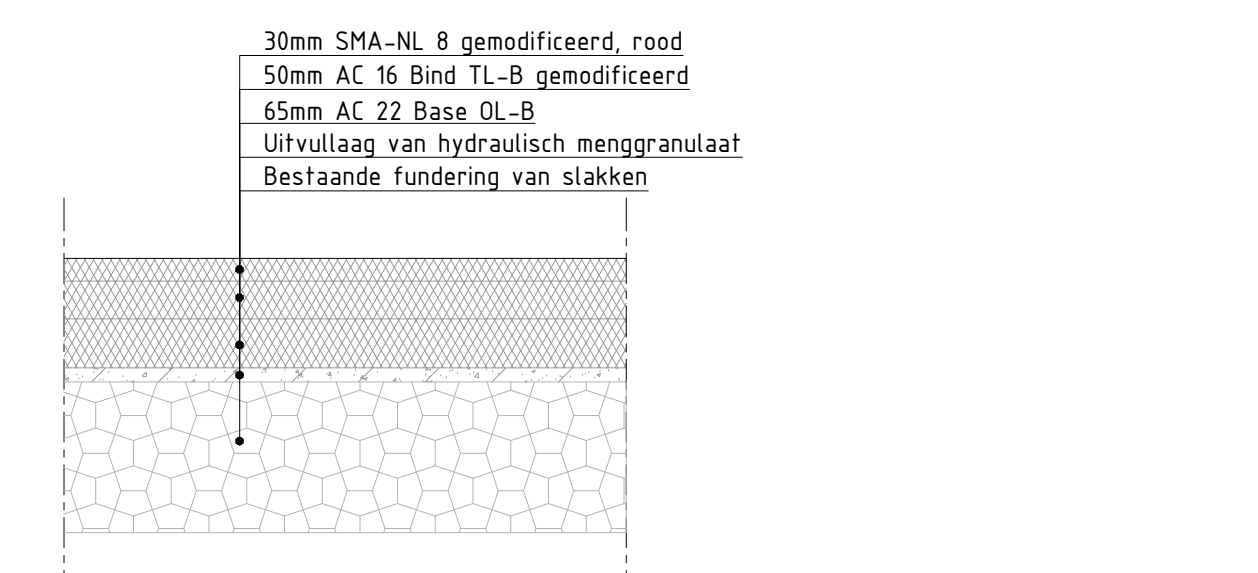 30mm SMA-NL 8 gemodificeerd, rood
50mm AC 16 Bind TL-B gemodificeerd
65mm AC 22 Base OL-B
Uitvullaag van hydraulisch menggranulaat
Bestaande fundering van slakken